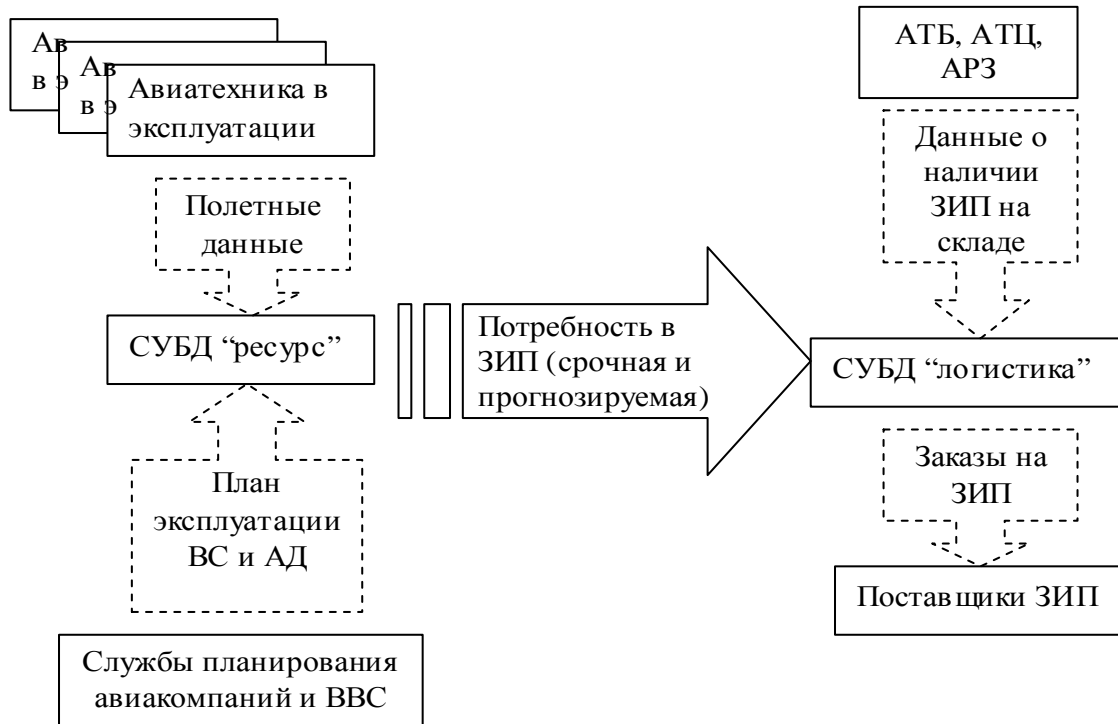 Ав
в э
Ав
в э
Авиатехника в
эксплуатации
Полетные
данные
СУБД “ресурс”
План
эксплуатации
ВС и АД
Службы планирования
авиакомпаний и ВВС
Потребность в
ЗИП (срочная и
прогнозируемая)
АТБ, АТЦ,
АРЗ
Данные о
наличии
ЗИП на
складе
СУБД “логистика”
Заказы на
ЗИП
Поставщики ЗИП